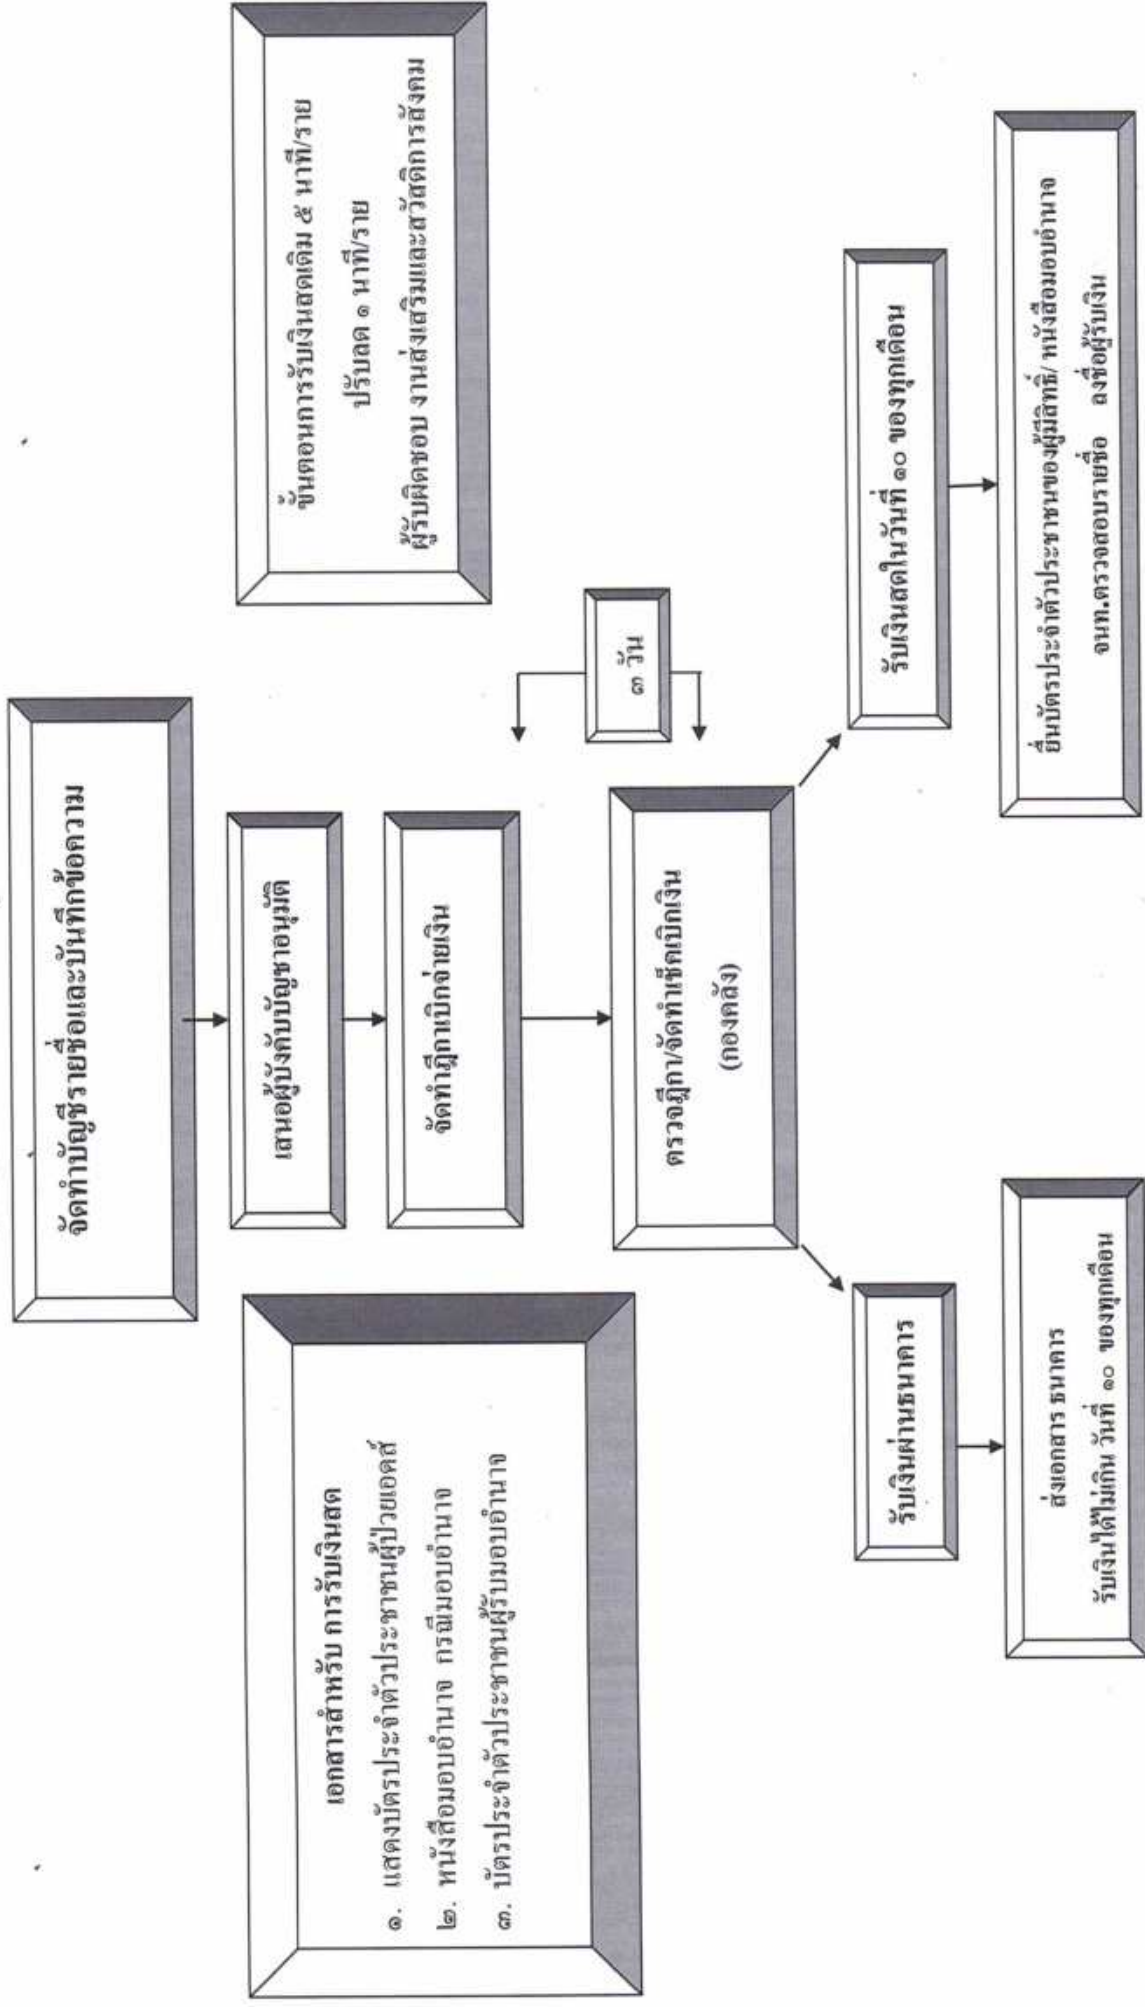 จัดทำบัญชีรายชื่อและบันทึกข้อความ
เสนอผู้บังคับบัญชาอนุมัติ
จัดทำฎีกาเบิกจ่ายเงิน
ตรวจฎีกา/จัดทำเช็คเบิกเงิน
(กองคลัง)
๓ วัน
ขั้นตอนการรับเงินสดเดิม ๕ นาที/ราย
ปรับลด ๑ นาที/ราย
ผู้รับผิดชอบ งานส่งเสริมและสวัสดิการสังคม
เอกสารสำหรับ การรับเงินสด
๑. แสดงบัตรประจำตัวประชาชนผู้ป่วยเอดส์
๒. หนังสือมอบอำนาจ กรณีมอบอำนาจ
๓. บัตรประจำตัวประชาชนผู้รับมอบอำนาจ
รับเงินผ่านธนาคาร
ส่งเอกสาร ธนาคาร
รับเงินได้ไม่เกิน วันที่ ๑๐ ของทุกเดือน
รับเงินสดในวันที่ ๑๐ ของทุกเดือน
ยื่นบัตรประจำตัวประชาชนของผู้มีสิทธิ์/ หนังสือมอบอำนาจ
จนท.ตรวจสอบรายชื่อ ลงชื่อผู้รับเงิน